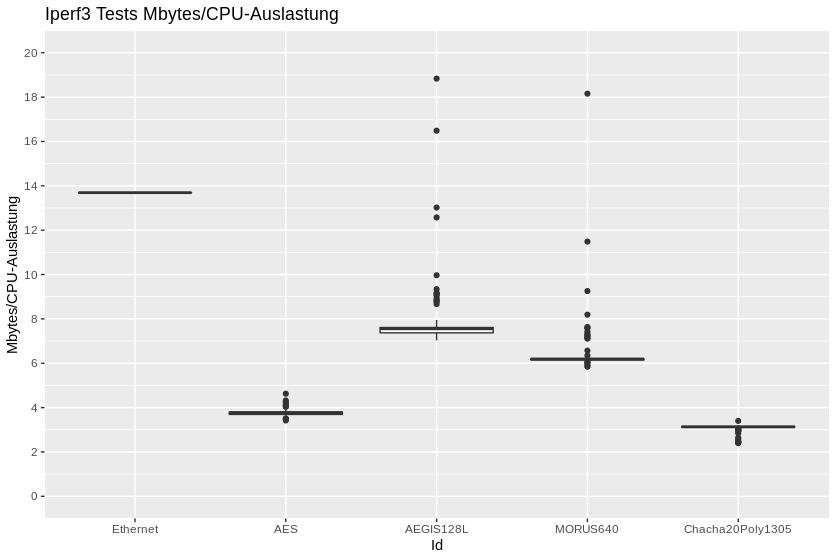 Iperf3 Tests Mbytes/CPU-Auslastung
Mbytes/CPU-Auslastung
20
18
16
14
12
10
8
6
4
2
0
Ethernet AES AEGIS128L MORUS640 Chacha20Poly1305
Id